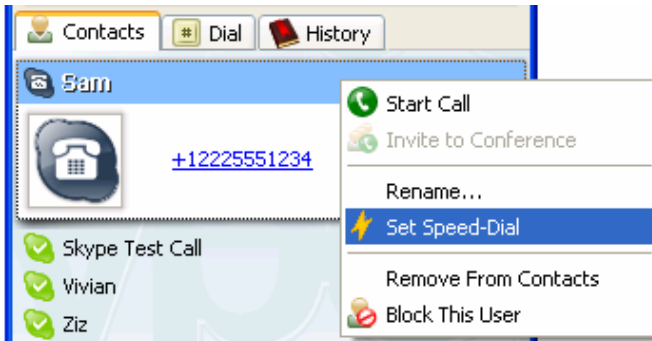 Contacts
# Dial
History
Sam
+12225551234
Skype Test Call
Vivian
Ziz
Start Call
Invite to Conference
Rename...
Set Speed-Dial
Remove From Contacts
Block This User